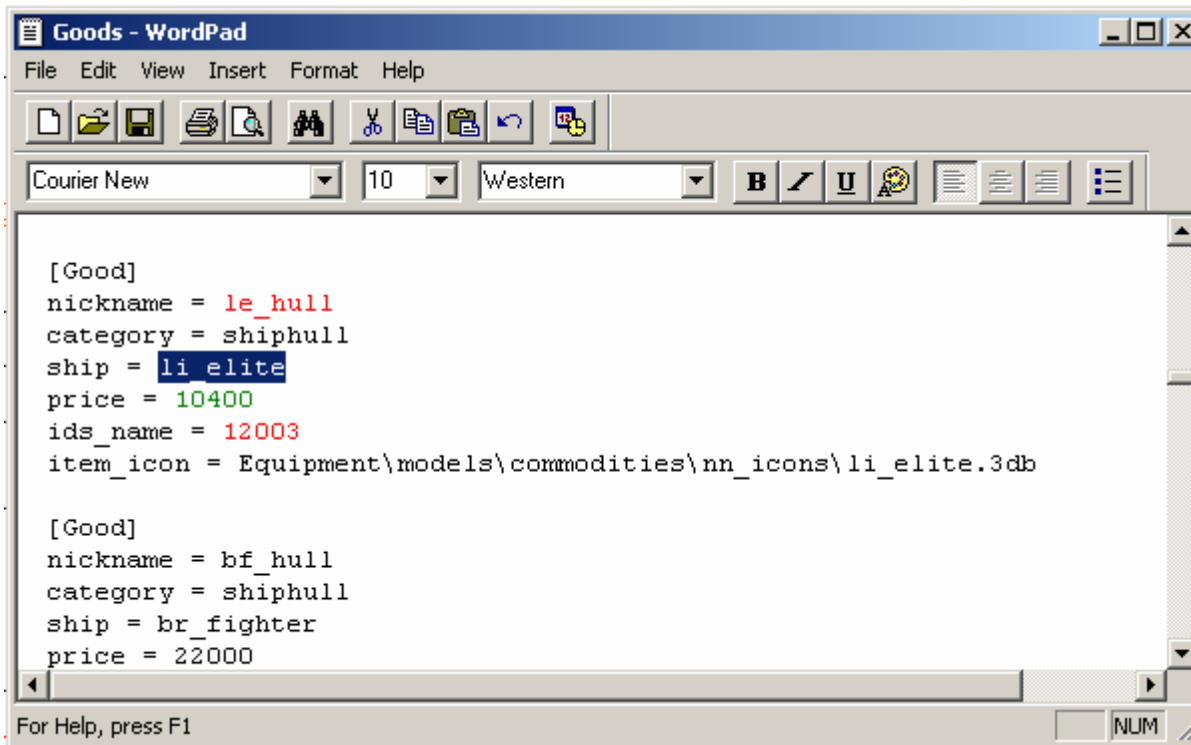 Goods - WordPad
File Edit View Insert Format Help
Courier New 10 Western B I U
[Good]
nickname = le_hull
category = shiphull
ship = li_elite
price = 10400
ids_name = 12003
item_icon = Equipment\models\commodities\nn_icons\li_elite.3db
[Good]
nickname = bf_hull
category = shiphull
ship = br_fighter
price = 22000
For Help, press F1 NUM